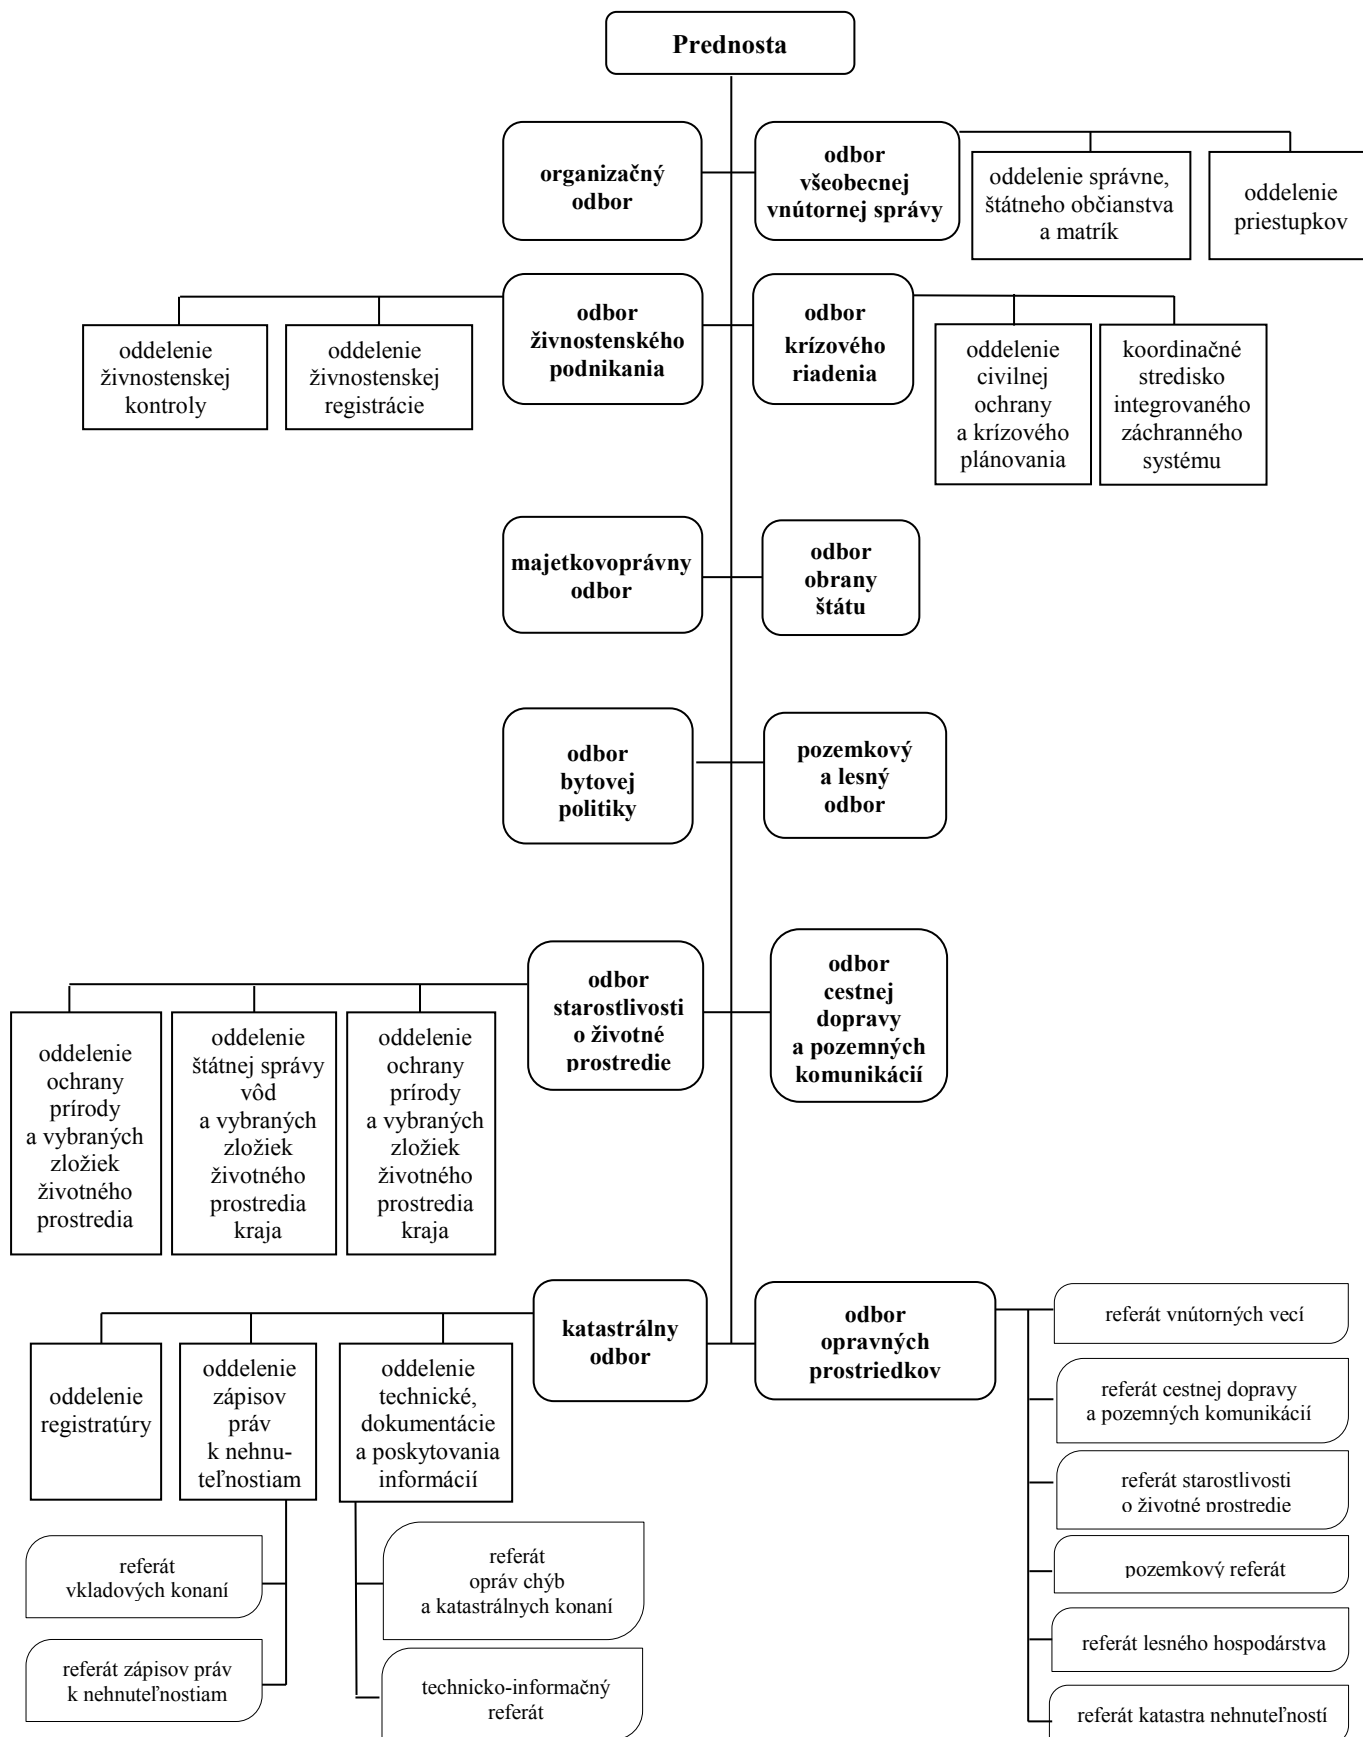 Prednosta
organizačný
odbor
odbor
všeobecnej
vnútornej správy
oddelenie správne,
štátneho občianstva
a matrík
oddelenie
priestupkov
oddelenie
živnostenskej
kontroly
oddelenie
živnostenskej
registrácie
odbor
živnostenského
podnikania
odbor
krízového
riadenia
oddelenie
civilnej
ochrany
a krízového
plánovania
koordinačné
stredisko
integrovaného
záchranného
systému
majetkovoprávny
odbor
odbor
obrany
štátu
odbor
bytovej
politiky
pozemkový
a lesný
odbor
odbor
starostlivosti
o životné
prostredie
odbor
cestnej
dopravy
a pozemných
komunikácií
oddelenie
ochrany
prírody
a vybraných
zložiek
životného
prostredia
oddelenie
štátnej správy
vôd
a vybraných
zložiek
životného
prostredia
kraja
oddelenie
ochrany
prírody
a vybraných
zložiek
životného
prostredia
kraja
katastrálny
odbor
odbor
opravných
prostriedkov
oddelenie
registratúry
oddelenie
zápisov
práv
k nehnu-
teľnostiam
oddelenie
technické,
dokumentácie
a poskytovania
informácií
referát
vkladových konaní
referát zápisov práv
k nehnuteľnostiam
referát
opráv chýb
a katastrálnych konaní
technicko-informačný
referát
referát vnútorných vecí
referát cestnej dopravy
a pozemných komunikácií
referát starostlivosti
o životné prostredie
pozemkový referát
referát lesného hospodárstva
referát katastra nehnuteľností